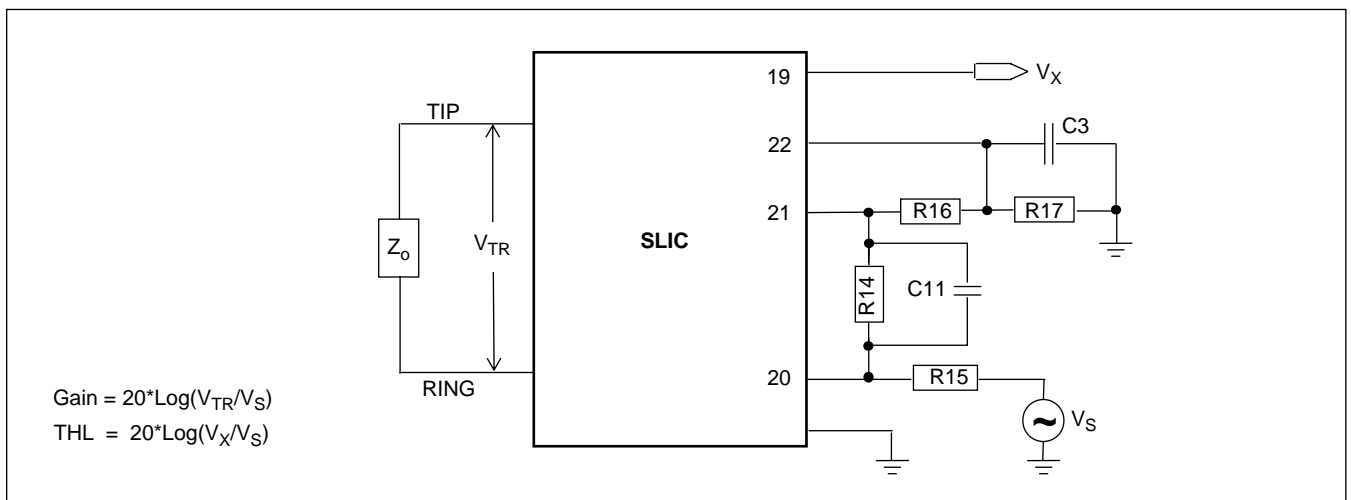 19
V_X
TIP
C3
22
21
R16
R17
SLIC
Z_o
V_TR
R14
C11
20
R15
RING
V_S
Gain = 20*Log(V_TR/V_S)
THL = 20*Log(V_X/V_S)